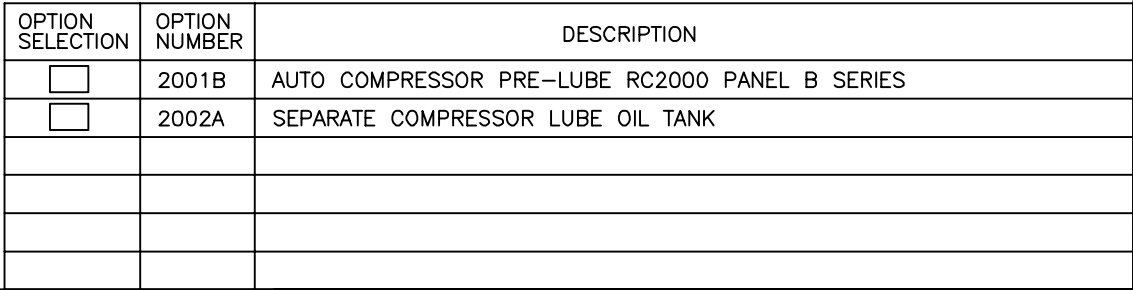 OPTION SELECTION OPTION NUMBER DESCRIPTION
2001B AUTO COMPRESSOR PRE-LUBE RC2000 PANEL B SERIES
2002A SEPARATE COMPRESSOR LUBE OIL TANK